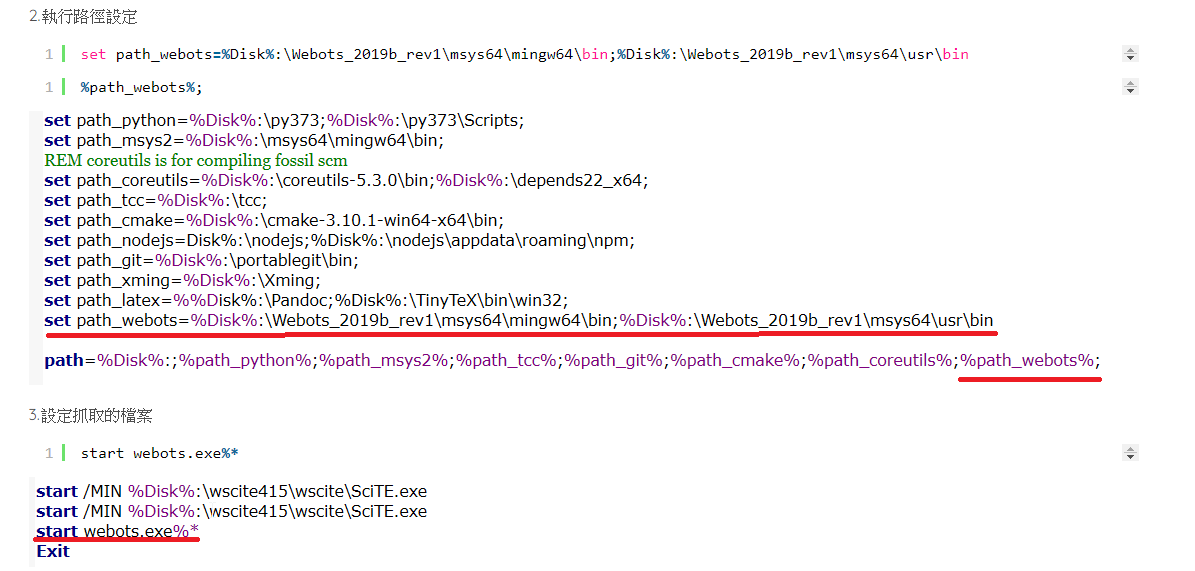 2.執行路徑設定
1 set path_webots=%Disk%:\Webots_2019b_rev1\msys64\mingw64\bin;%Disk%:\Webots_2019b_rev1\msys64\usr\bin
1 %path_webots%;
set path_python=%Disk%:\py373;%Disk%:\py373\Scripts;
set path_msys2=%Disk%:\msys64\mingw64\bin;
REM coreutils is for compiling fossil scm
set path_coreutils=%Disk%:\coreutils-5.3.0\bin;%Disk%:\depends22_x64;
set path_tcc=%Disk%:\tcc;
set path_cmake=%Disk%:\cmake-3.10.1-win64-x64\bin;
set path_nodejs=Disk%:\nodejs;%Disk%:\nodejs\appdata\roaming\npm;
set path_git=%Disk%:\portablegit\bin;
set path_xming=%Disk%:\Xming;
set path_latex=%%Disk%:\Pandoc;%Disk%:\TinyTeX\bin\win32;
set path_webots=%Disk%:\Webots_2019b_rev1\msys64\mingw64\bin;%Disk%:\Webots_2019b_rev1\msys64\usr\bin
path=%Disk%:;%path_python%;%path_msys2%;%path_tcc%;%path_git%;%path_cmake%;%path_coreutils%;%path_webots%;
3.設定抓取的檔案
1 start webots.exe%*
start /MIN %Disk%:\wscite415\wscite\SciTE.exe
start /MIN %Disk%:\wscite415\wscite\SciTE.exe
start webots.exe%*
Exit